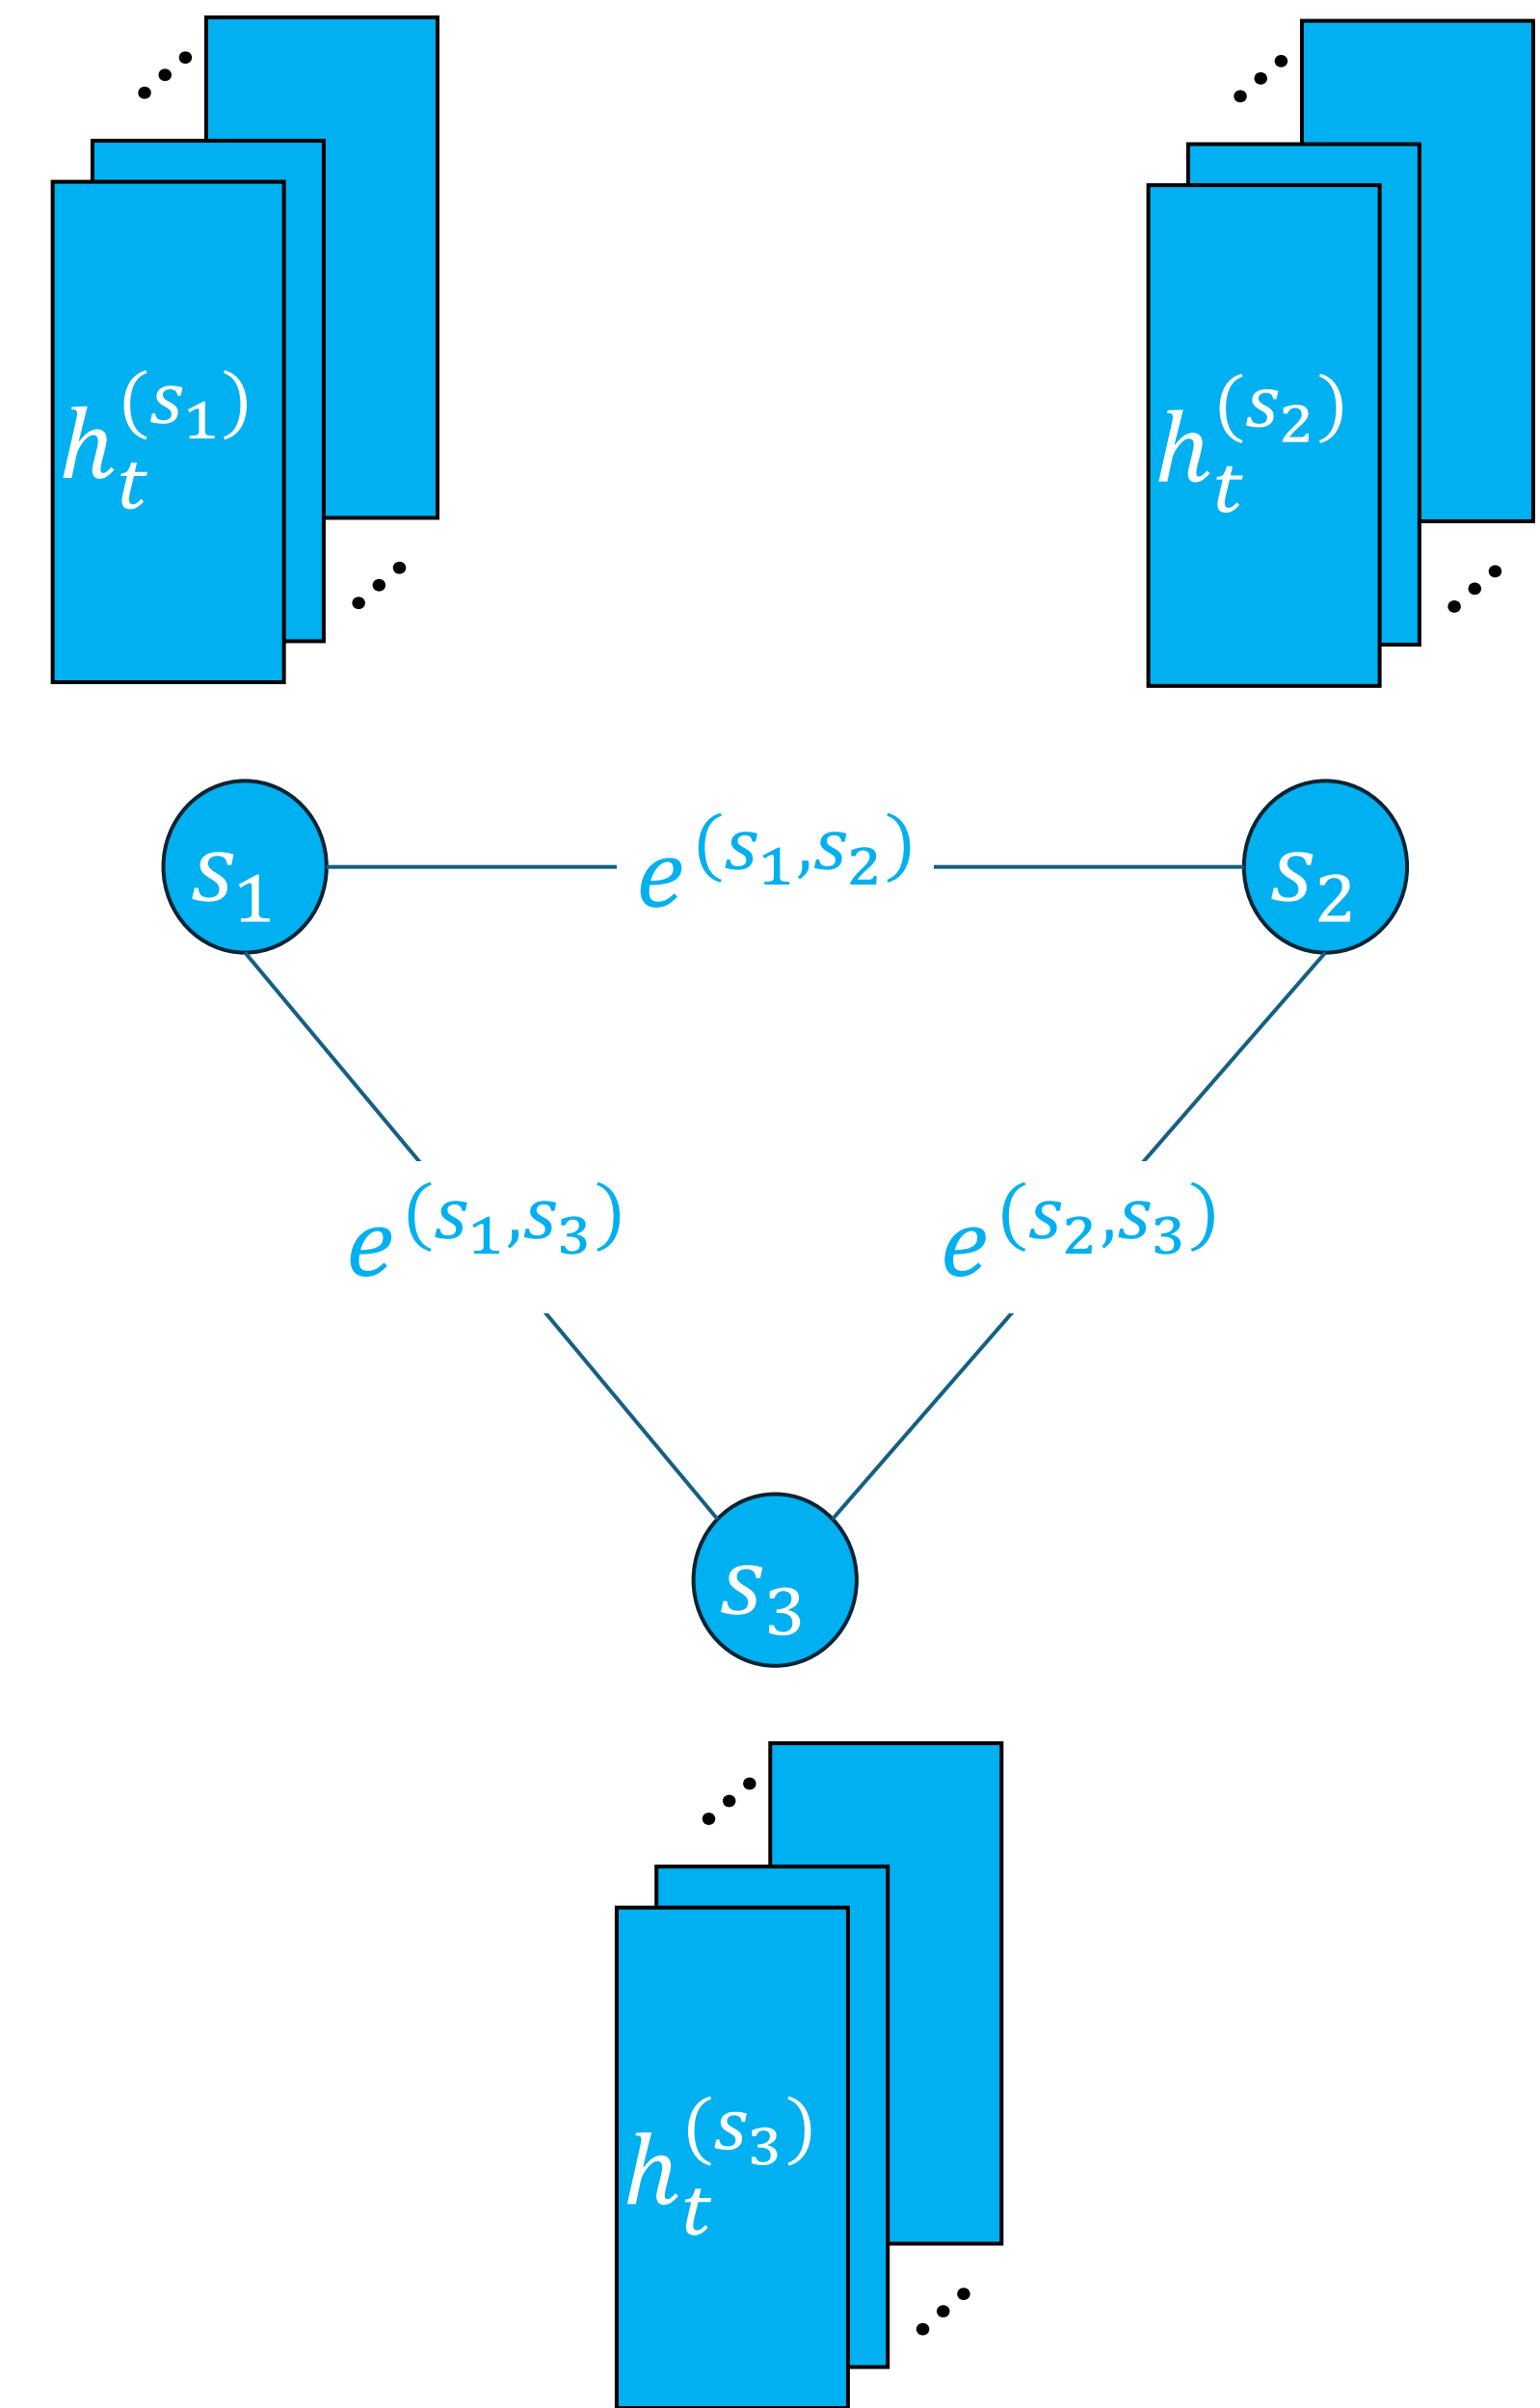 h_t^(s_1)
h_t^(s_2)
s_1
e^(s_1,s_2)
s_2
e^(s_1,s_3)
e^(s_2,s_3)
s_3
h_t^(s_3)